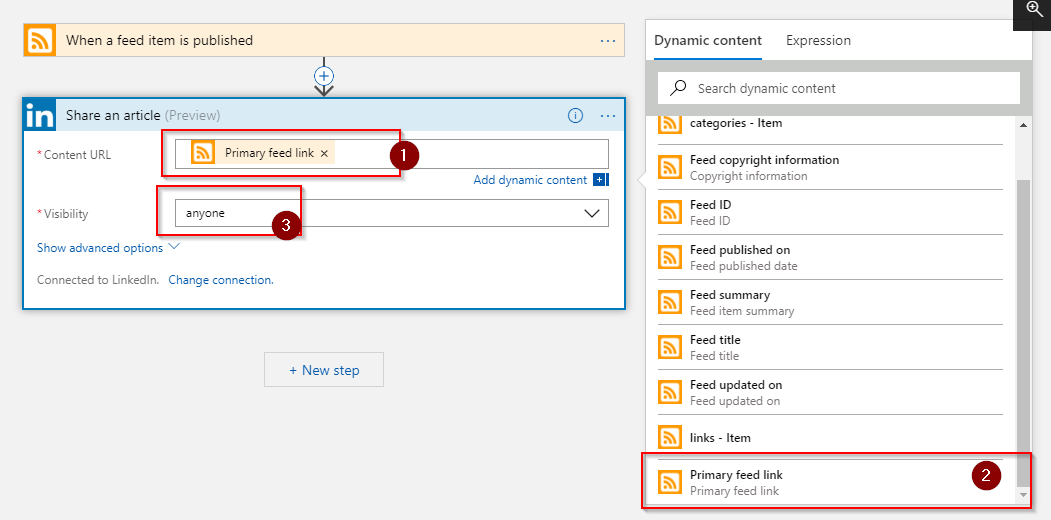 When a feed item is published
...
in Share an article (Preview)
...
* Content URL
Primary feed link ×
1
Add dynamic content
* Visibility
anyone
3
Show advanced options
Connected to LinkedIn. Change connection.
+ New step
Dynamic content Expression
Search dynamic content
categories - Item
Feed copyright information
Copyright information
Feed ID
Feed ID
Feed published on
Feed published date
Feed summary
Feed item summary
Feed title
Feed title
Feed updated on
Feed updated on
links - Item
Primary feed link
Primary feed link
2